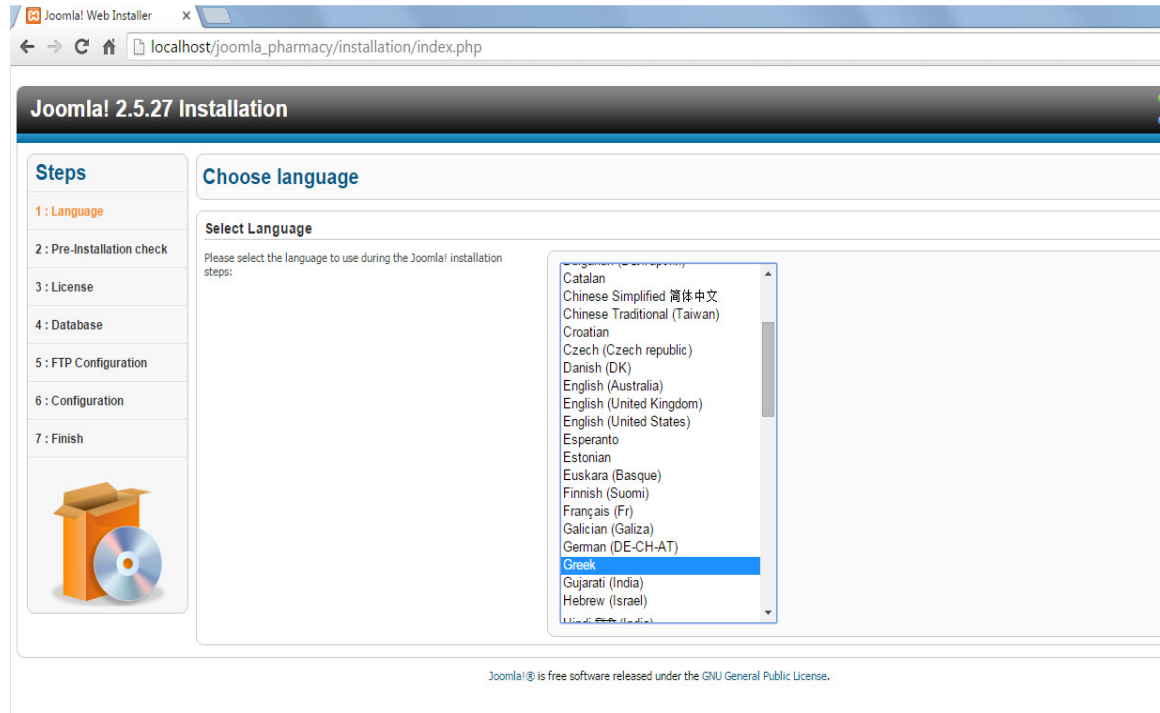 Joomla! Web Installer
localhost/joomla_pharmacy/installation/index.php
Joomla! 2.5.27 Installation
Steps
1 : Language
2 : Pre-Installation check
3 : License
4 : Database
5 : FTP Configuration
6 : Configuration
7 : Finish
Choose language
Select Language
Please select the language to use during the Joomla! installation
steps:
Catalan
Chinese Simplified 简体中文
Chinese Traditional (Taiwan)
Croatian
Czech (Czech republic)
Danish (DK)
English (Australia)
English (United Kingdom)
English (United States)
Esperanto
Estonian
Euskara (Basque)
Finnish (Suomi)
Français (Fr)
Galician (Galiza)
German (DE-CH-AT)
Greek
Gujarati (India)
Hebrew (Israel)
Joomla!® is free software released under the GNU General Public License.